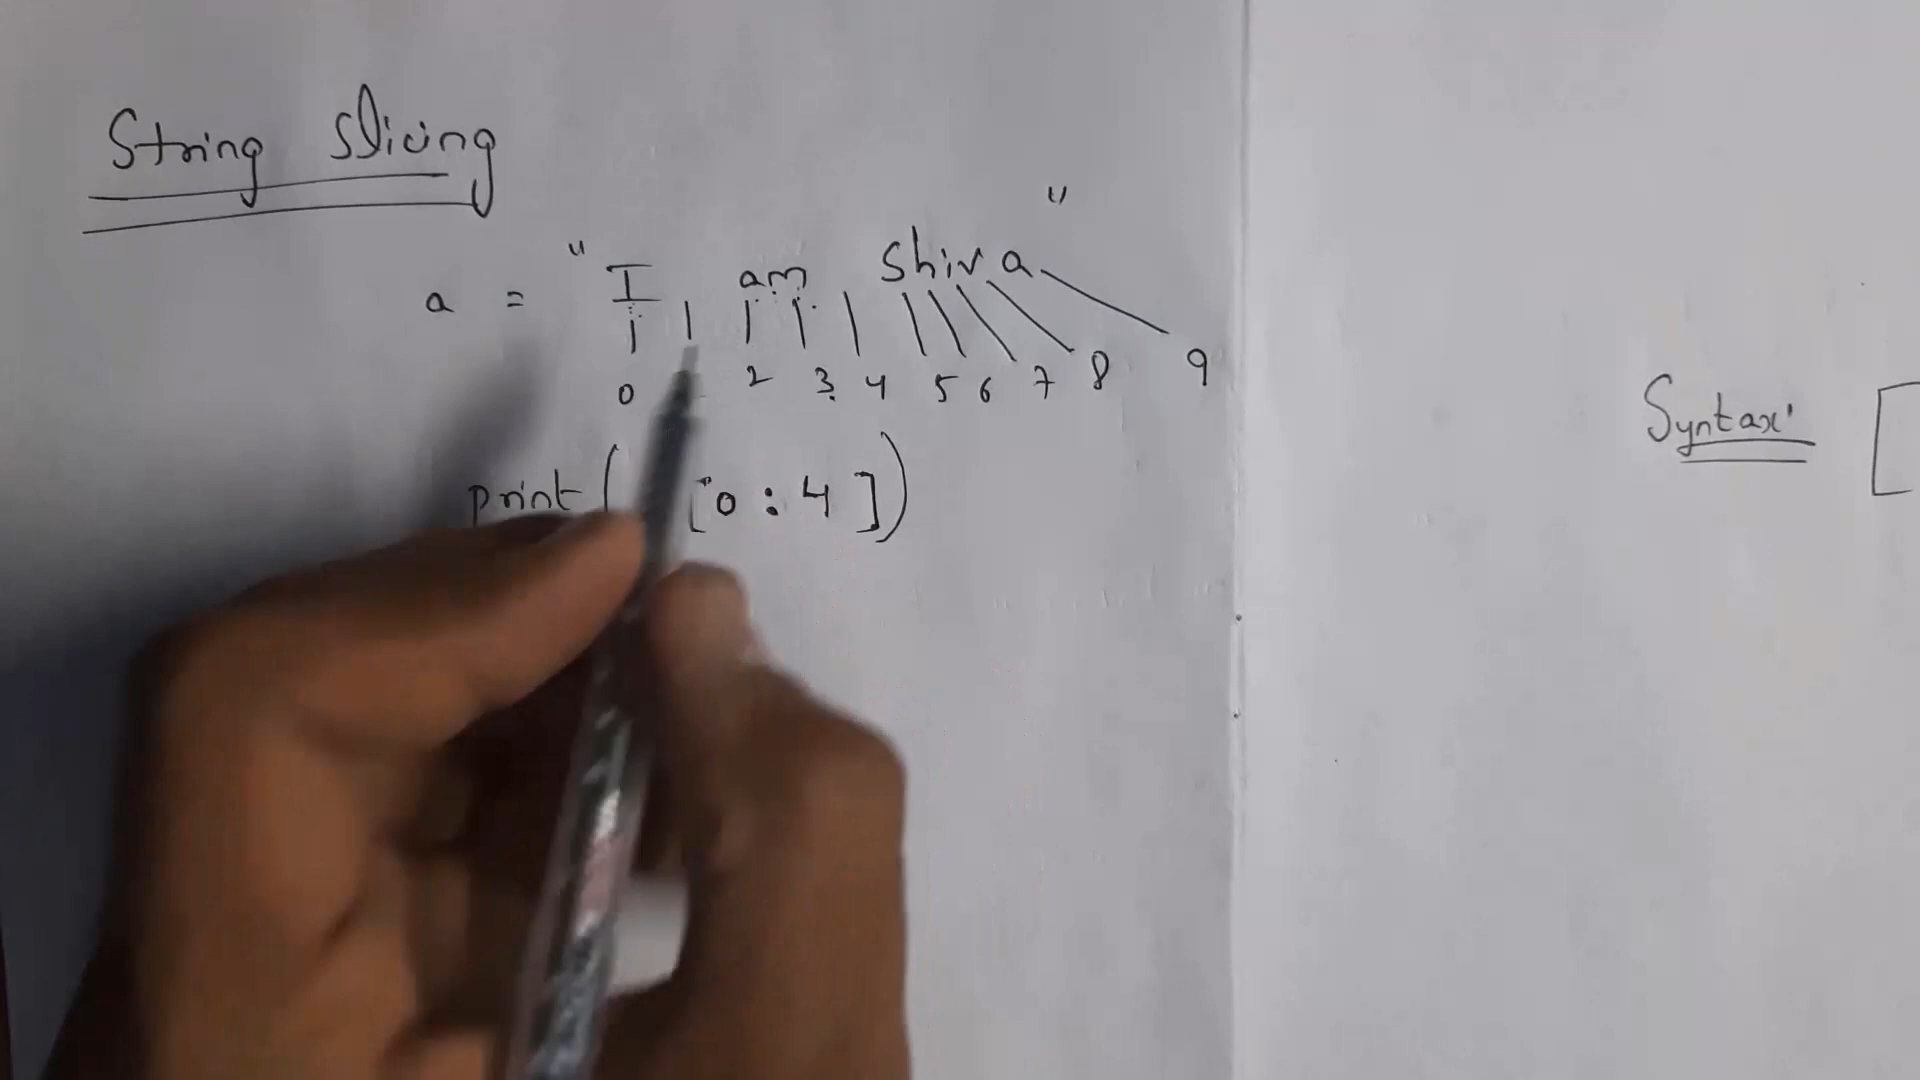 String Slicing
a = "I am Shiva"
0 2 3 4 5 6 7 8 9
Syntax: [
print( [0:4])